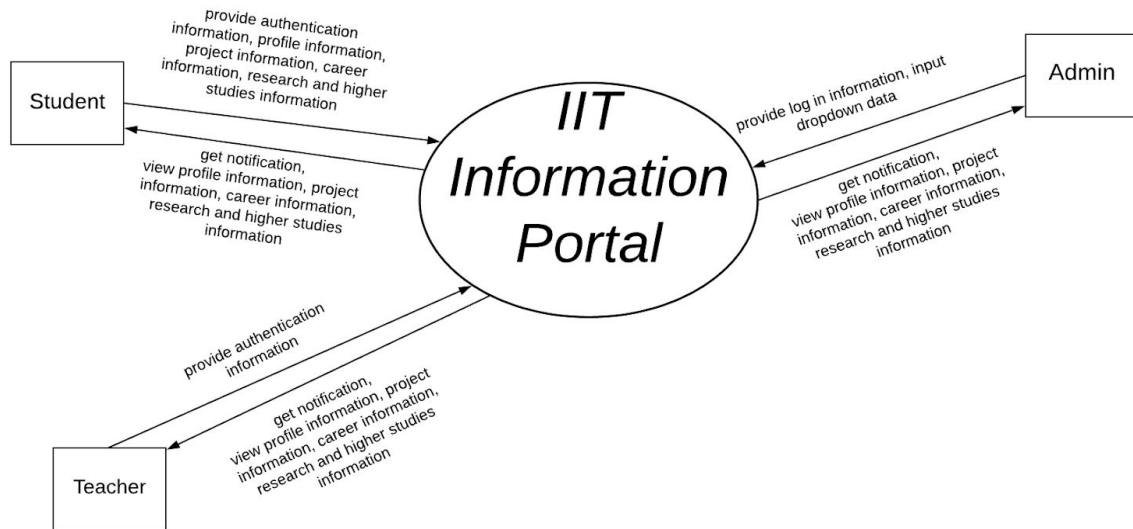 provide authentication
information, profile information,
project information, career
information, research and higher
studies information
Student
get notification,
view profile information, project
information, career information,
research and higher studies
information
IIT
Information
Portal
Admin
provide log in information, input
dropdown data
get notification,
view profile information, project
information, career information,
research and higher studies
information
provide authentication
information
get notification,
view profile information, project
information, career information,
research and higher studies
information
Teacher